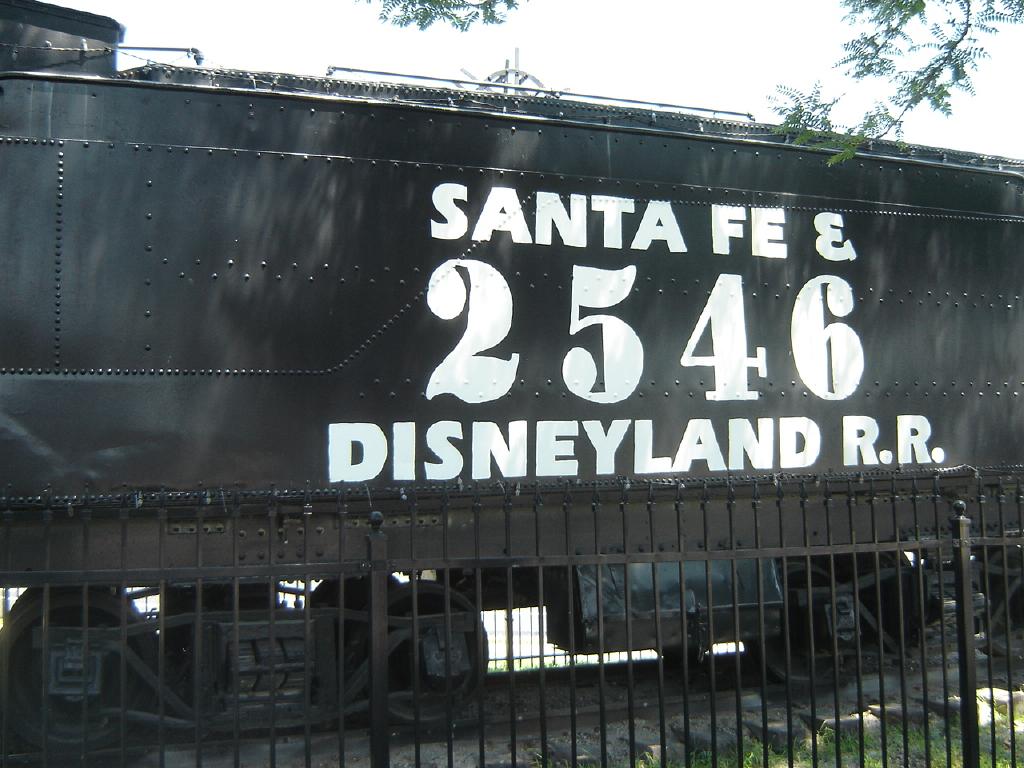 SANTA FE &
2546
DISNEYLAND R.R.